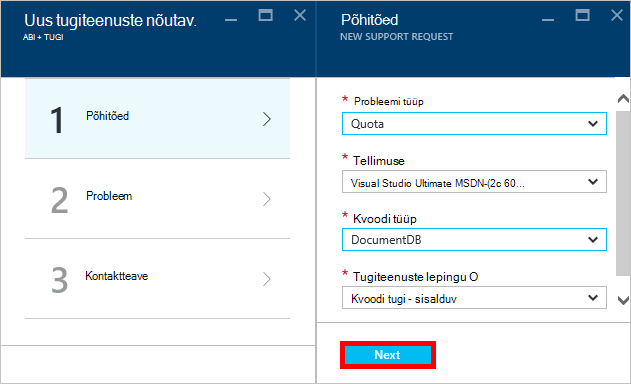 Uus tugiteenuste nõutav.
ABI + TUGI
1 Põhitõed
2 Probleem
3 Kontaktteave
Põhitõed
NEW SUPPORT REQUEST
* Probleemi tüüp
Quota
* Tellimuse
Visual Studio Ultimate MSDN-(2c 60...
* Kvoodi tüüp
DocumentDB
* Tugiteenuste lepingu O
Kvoodi tugi - sisalduv
Next